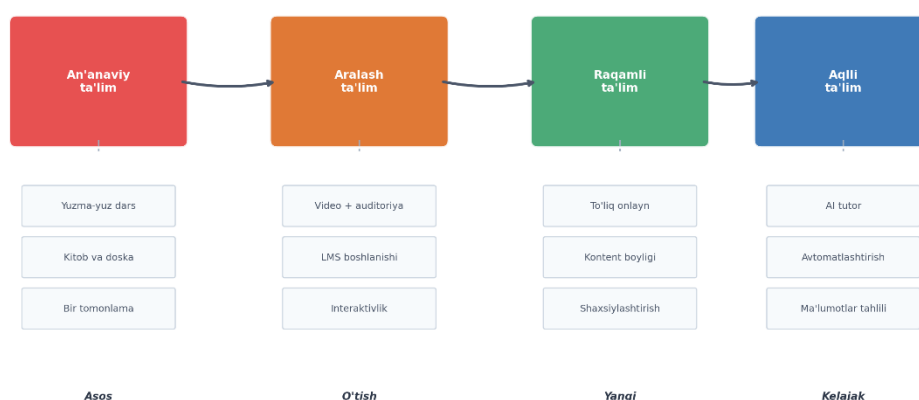 An'anaviy
ta'lim
Aralash
ta'lim
Raqamli
ta'lim
Aqlli
ta'lim
Yuzma-yuz dars
Video + auditoriya
To'liq onlayn
AI tutor
Kitob va doska
LMS boshlanishi
Kontent boyligi
Avtomatlashtirish
Bir tomonlama
Interaktivlik
Shaxsiylashtirish
Ma'lumotlar tahlili
Asos
O'tish
Yangi
Kelajak